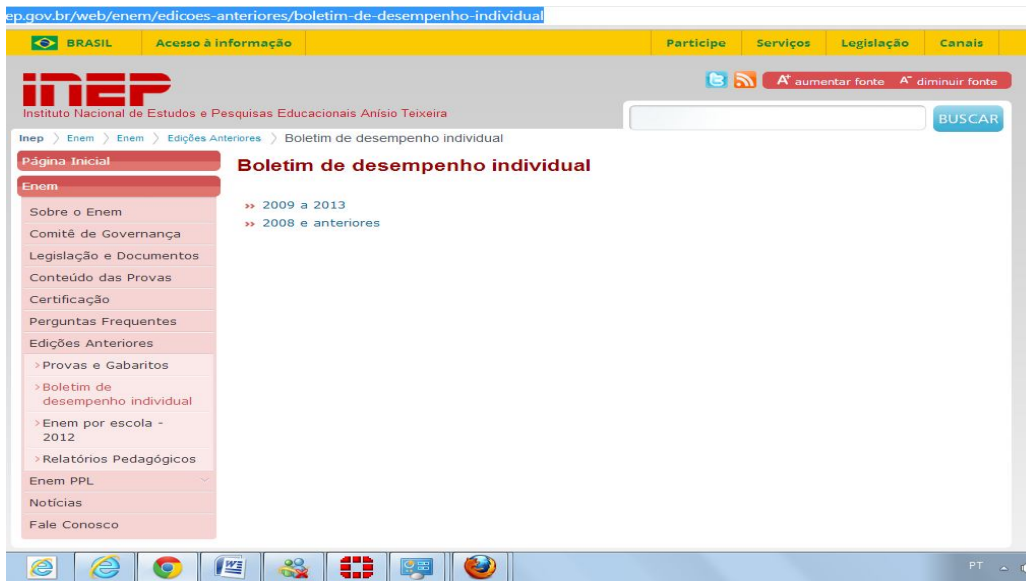 ep.gov.br/web/enem/edicoes-anteriores/boletim-de-desempenho-individual
BRASIL Acesso à informação Participe Serviços Legislação Canais
inep
A+ aumentar fonte A- diminuir fonte
Instituto Nacional de Estudos e Pesquisas Educacionais Anísio Teixeira
BUSCAR
Inep > Enem > Enem > Edições Anteriores > Boletim de desempenho individual
Página Inicial
Enem
Sobre o Enem
Comitê de Governança
Legislação e Documentos
Conteúdo das Provas
Certificação
Perguntas Frequentes
Edições Anteriores
> Provas e Gabaritos
> Boletim de
desempenho individual
> Enem por escola -
2012
> Relatórios Pedagógicos
Enem PPL
Notícias
Fale Conosco
Boletim de desempenho individual
>> 2009 a 2013
>> 2008 e anteriores
PT